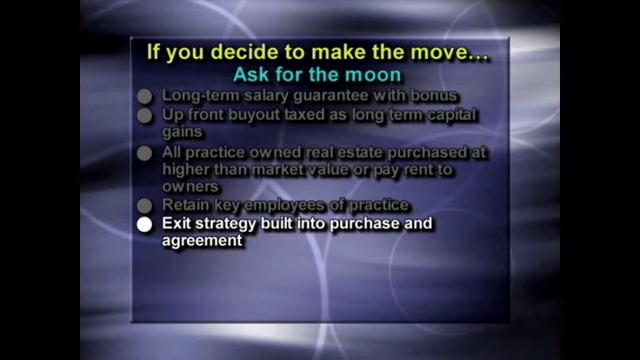 If you decide to make the move...
Ask for the moon
Long-term salary guarantee with bonus
Up front buyout taxed as long term capital
gains
All practice owned real estate purchased at
higher than market value or pay rent to
owners
Retain key employees of practice
Exit strategy built into purchase and
agreement